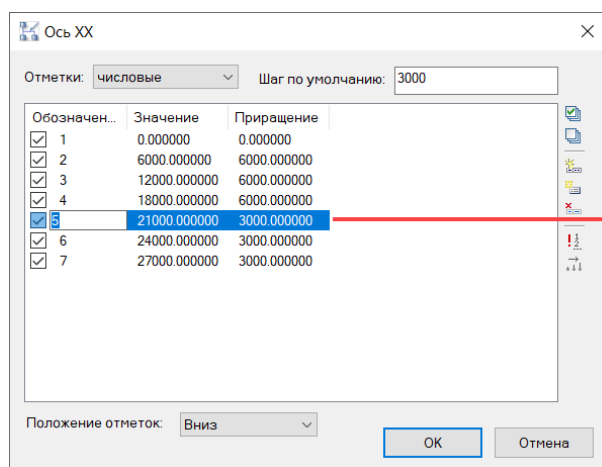 Ось XX
Отметки: числовые Шаг по умолчанию: 3000
Обозначен... Значение Приращение
1 0.000000 0.000000
2 6000.000000 6000.000000
3 12000.000000 6000.000000
4 18000.000000 6000.000000
5 21000.000000 3000.000000
6 24000.000000 3000.000000
7 27000.000000 3000.000000
Положение отметок: Вниз
OK Отмена